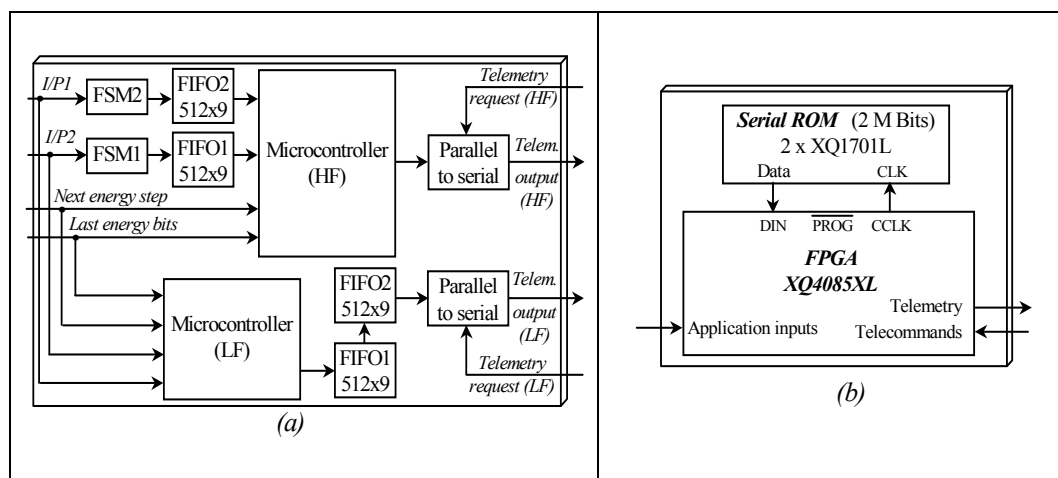 I/P1
FSM2
FIFO2
512x9
I/P2
FSM1
FIFO1
512x9
Next energy step
Last energy bits
Microcontroller
(HF)
Telemetry
request (HF)
Parallel
to serial
Telem.
output
(HF)
Microcontroller
(LF)
FIFO2
512x9
FIFO1
512x9
Parallel
to serial
Telem.
output
(LF)
Telemetry
request (LF)
(a)
Serial ROM (2 M Bits)
2 x XQ1701L
Data CLK
DIN PROG CCLK
FPGA
XQ4085XL
Telemetry
Application inputs
Telecommands
(b)